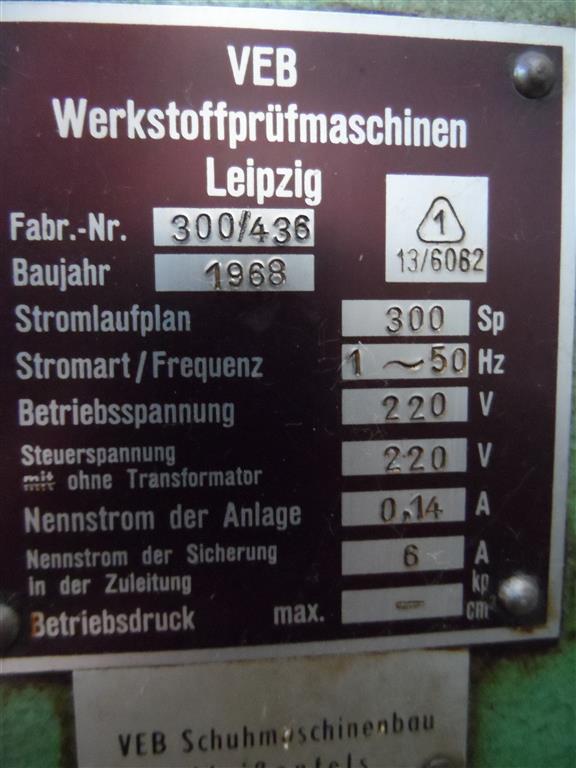 VEB
Werkstoffprüfmaschinen
Leipzig
Fabr.-Nr. 300/436
1
13/6062
Baujahr 1968
Stromlaufplan 300 Sp
Stromart/Frequenz 1 ~50 Hz
Betriebsspannung 220 V
Steuerspannung
mit ohne Transformator 220 V
Nennstrom der Anlage 0,14 A
Nennstrom der Sicherung
in der Zuleitung 6 A
Betriebsdruck max. - kp
cm²
VEB Schuhmaschinenbau